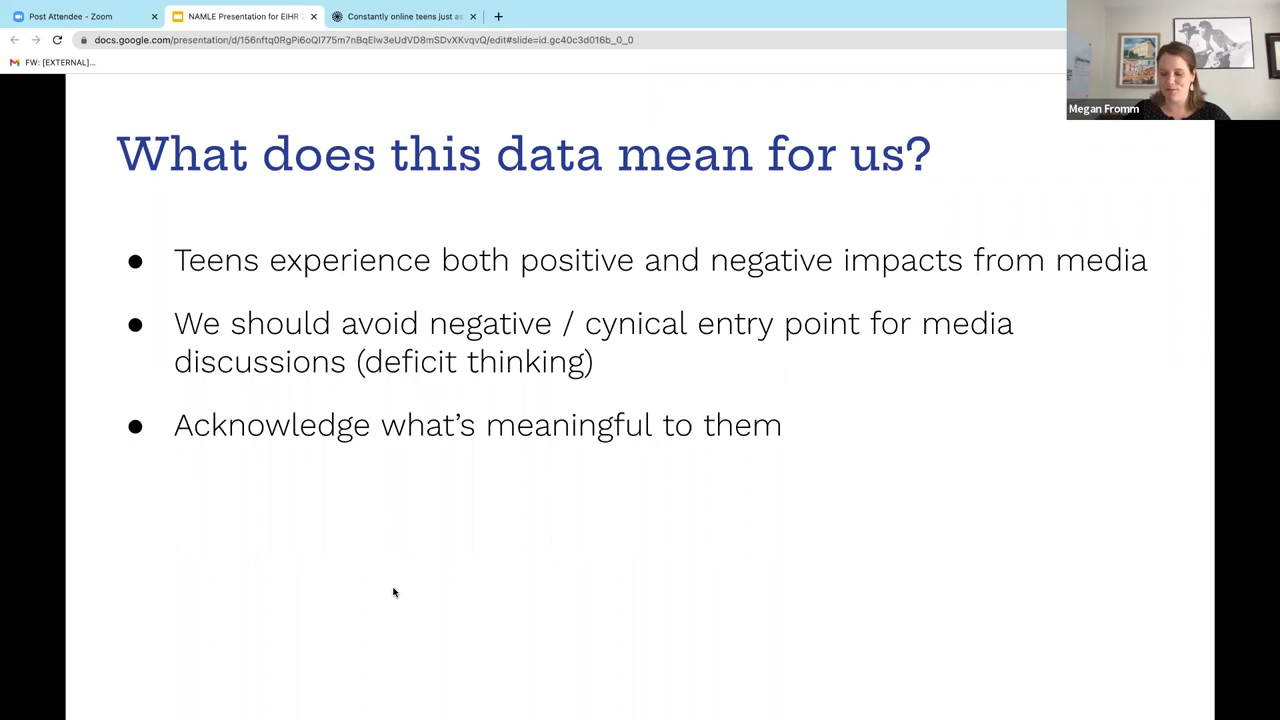 Post Attendee - Zoom
NAMLE Presentation for EIHR 2
Constantly online teens just as
docs.google.com/presentation/d/156nftq0RgPi6oQI775m7nBqEIw3eUdVD8mSDvXKvqvQ/edit#slide=id.gc40c3d016b_0_0
FW: [EXTERNAL]...
Megan Fromm
What does this data mean for us?
● Teens experience both positive and negative impacts from media
● We should avoid negative / cynical entry point for media
discussions (deficit thinking)
● Acknowledge what's meaningful to them